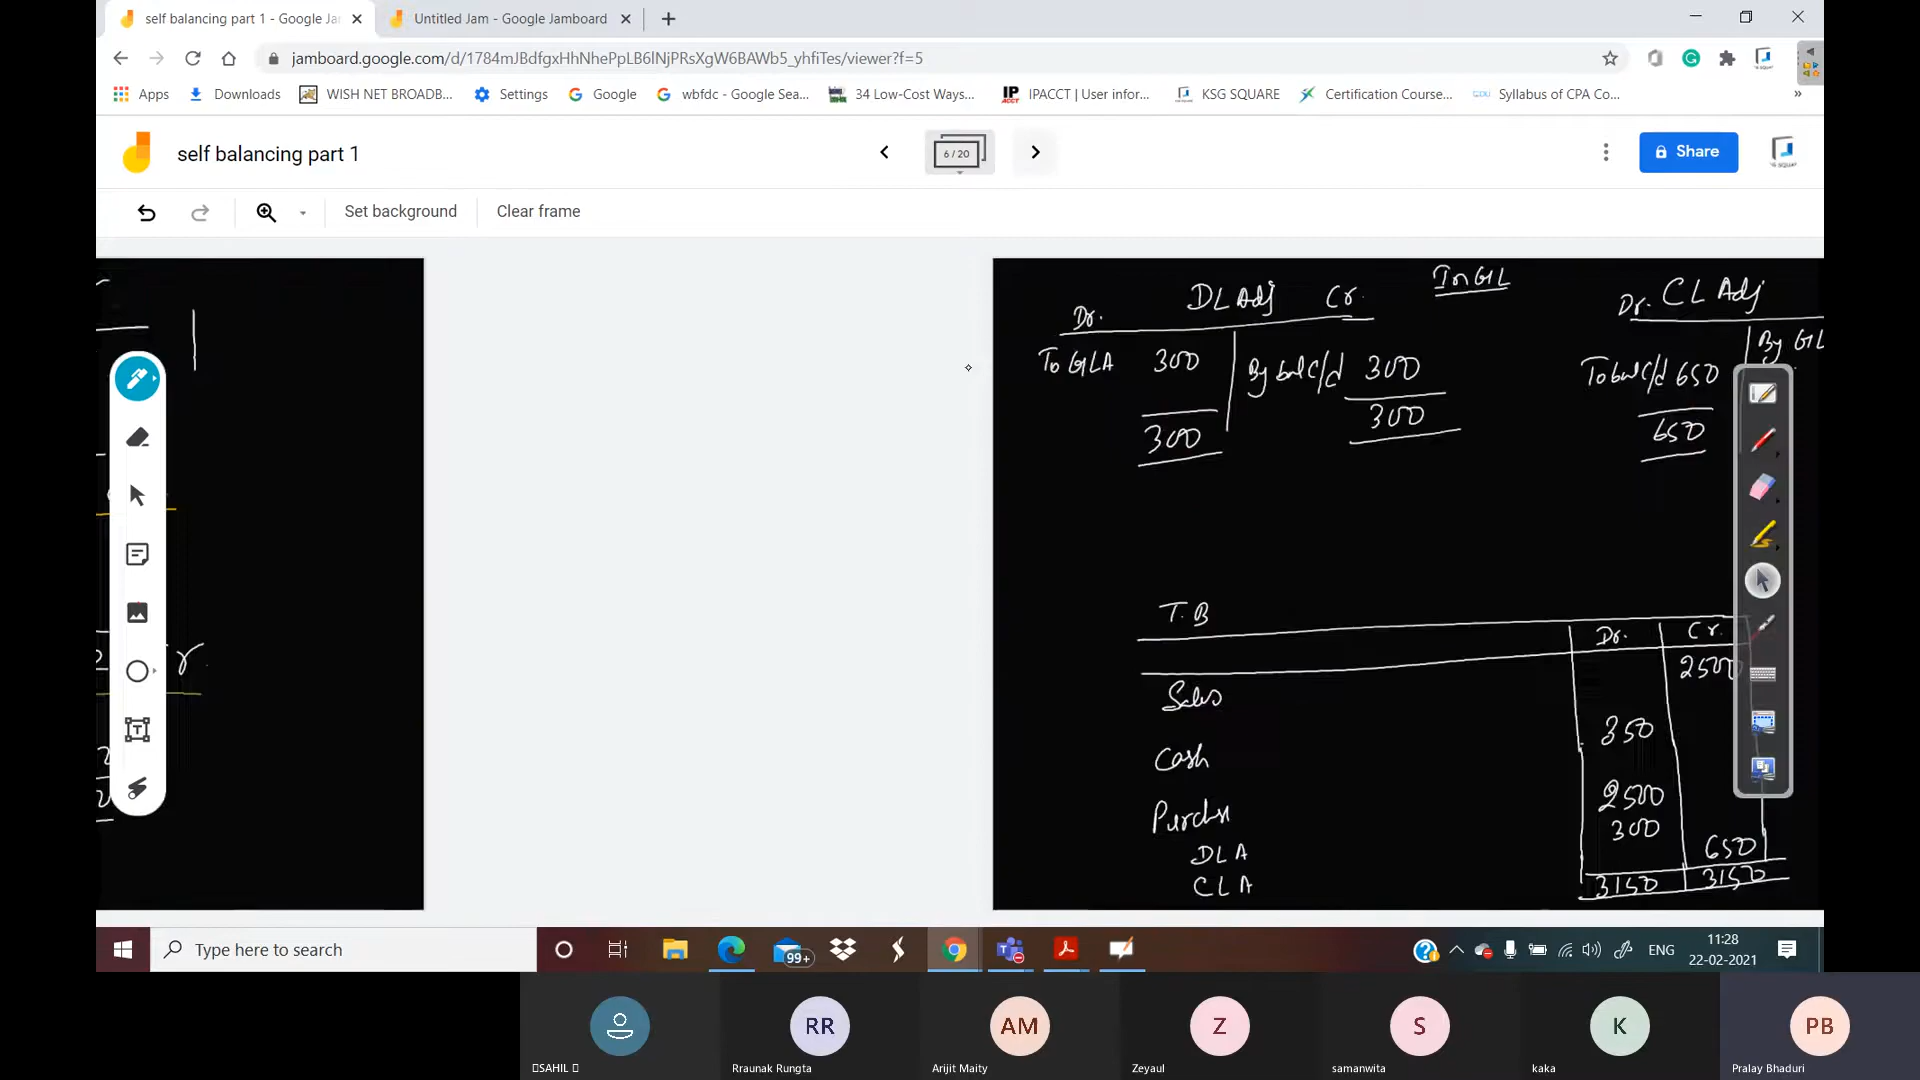 self balancing part 1 - Google Ja
Untitled Jam - Google Jamboard
jamboard.google.com/d/1784mJBdfgxHhNhePpLB6lNjPRsXgW6BAWb5_yhfiTes/viewer?f=5
Apps Downloads WISH NET BROADB... Settings Google wbfdc - Google Sea... 34 Low-Cost Ways... IPACCT | User infor... KSG SQUARE Certification Course... Syllabus of CPA Co... »
self balancing part 1
6 / 20
Share
Set background Clear frame
In GL
Dr. DL Adj Cr.
To GLA 300 By bal c/d 300
300 300
Dr. CL Adj
To bal c/d 650 By GL
650
T.B
Dr. Cr.
Sales 2500
Cash 350
Purchase 2500
DLA 300
CLA 650
3150 3150
Type here to search
99+
ENG
11:28
22-02-2021
RR AM Z S K PB
SAHIL Rraunak Rungta Arijit Maity Zeyaul samanwita kaka Pralay Bhaduri